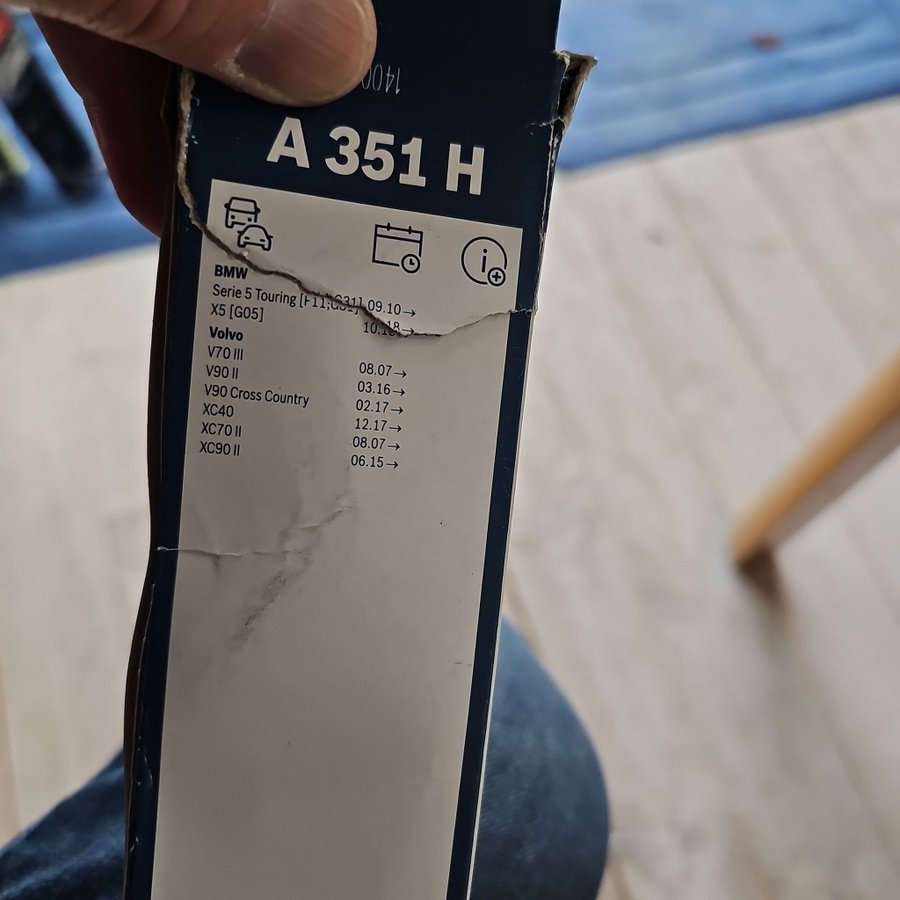 1400
A 351 H
BMW
Serie 5 Touring [F11;G31] 09.10→
X5 [G05] 10.18→
Volvo
V70 III 08.07→
V90 II 03.16→
V90 Cross Country 02.17→
XC40 12.17→
XC70 II 08.07→
XC90 II 06.15→